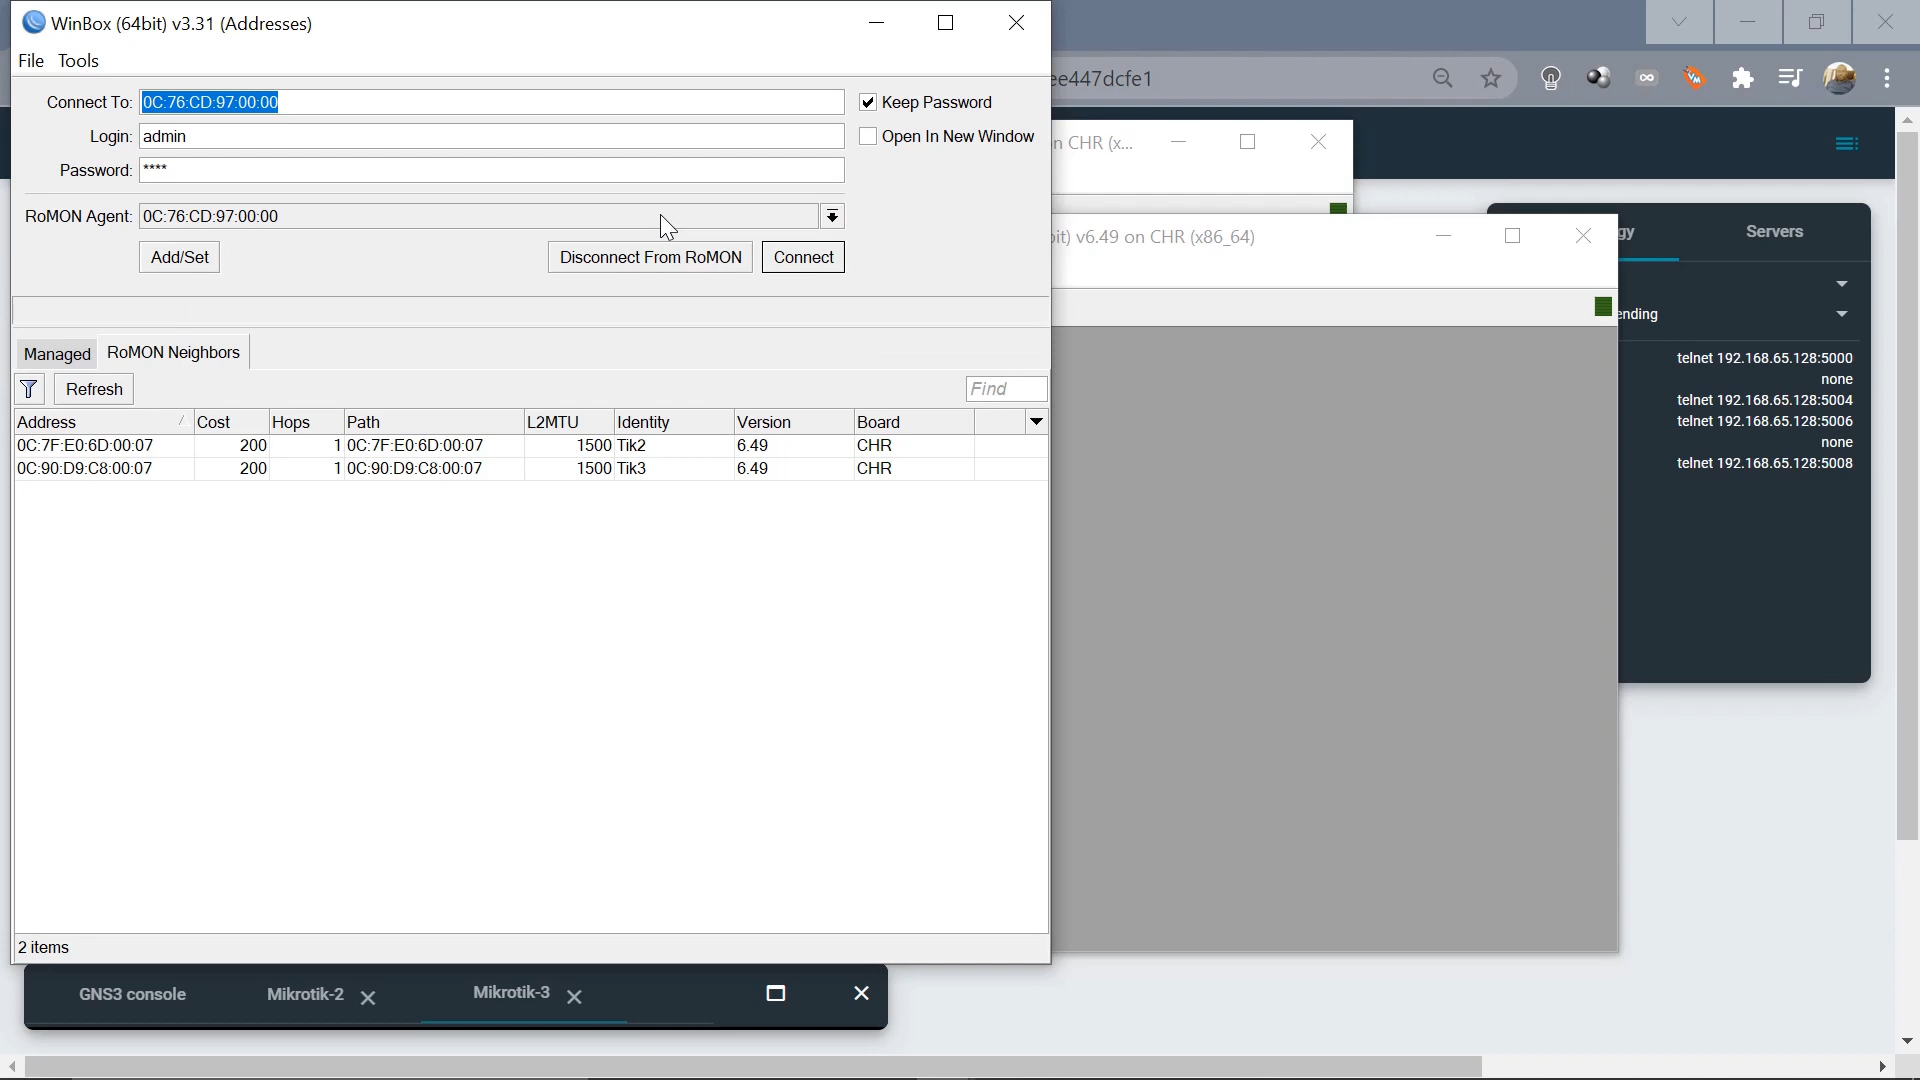 WinBox (64bit) v3.31 (Addresses)
File Tools
Connect To: 0C:76:CD:97:00:00
Keep Password
Login: admin
Open In New Window
Password: ****
RoMON Agent: 0C:76:CD:97:00:00
Add/Set
Disconnect From RoMON
Connect
Managed RoMON Neighbors
Refresh
Find
Address Cost Hops Path L2MTU Identity Version Board
0C:7F:E0:6D:00:07 200 1 0C:7F:E0:6D:00:07 1500 Tik2 6.49 CHR
0C:90:D9:C8:00:07 200 1 0C:90:D9:C8:00:07 1500 Tik3 6.49 CHR
2 items
ee447dcfe1
n CHR (x...
bit) v6.49 on CHR (x86_64)
gy
Servers
ending
telnet 192.168.65.128:5000
none
telnet 192.168.65.128:5004
telnet 192.168.65.128:5006
none
telnet 192.168.65.128:5008
GNS3 console
Mikrotik-2
Mikrotik-3